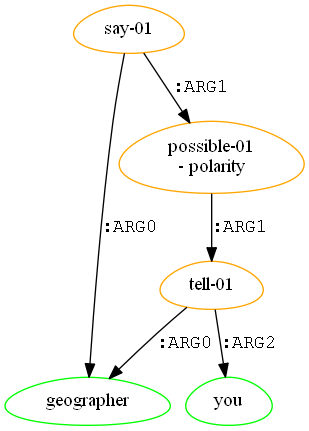 say-01
:ARG1
possible-01
- polarity
:ARG0
:ARG1
tell-01
:ARG0
:ARG2
geographer
you